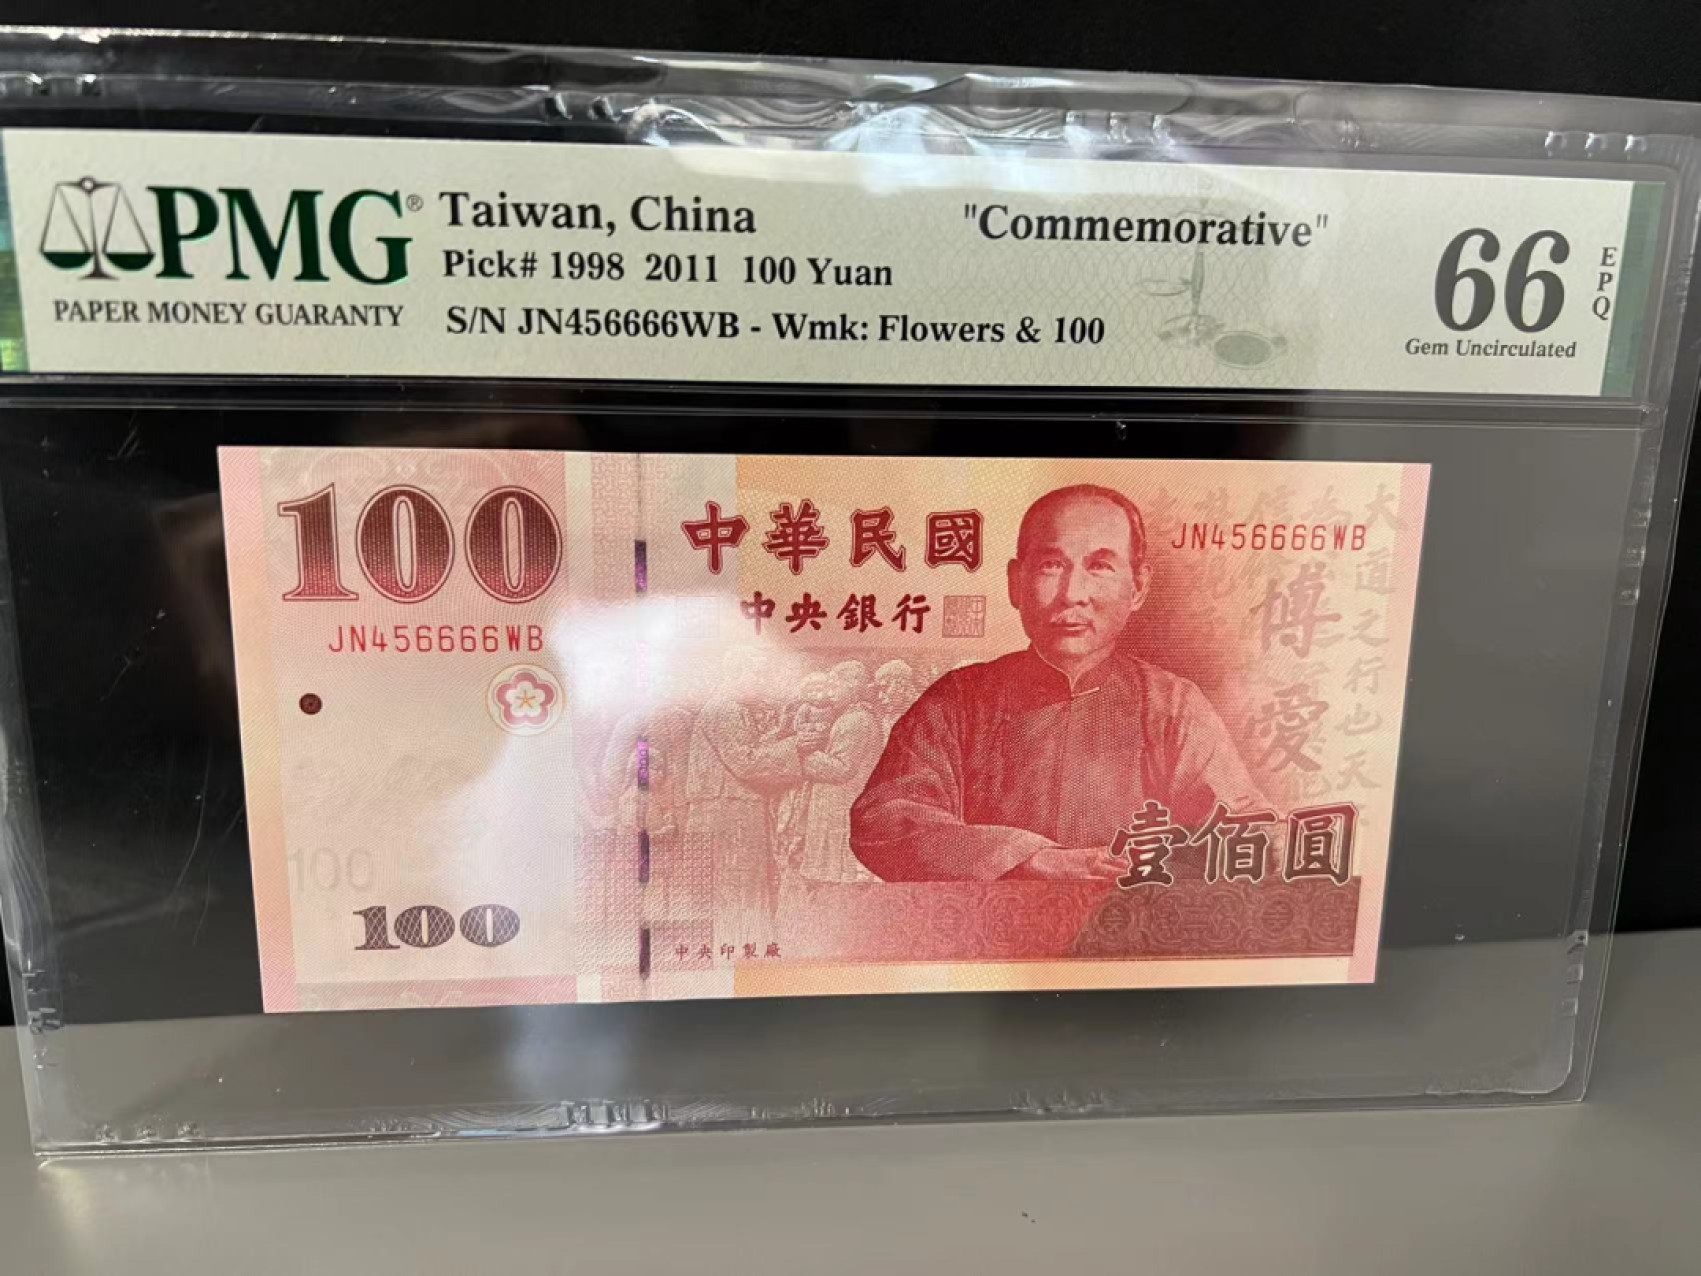 PMG®
PAPER MONEY GUARANTY
Taiwan, China
"Commemorative"
Pick# 1998 2011 100 Yuan
S/N JN456666WB - Wmk: Flowers & 100
66
EPQ
Gem Uncirculated
100
JN456666WB
中華民國
中央銀行
JN456666WB
博愛
大道之行也天
壹佰圓
100
100
中央印製廠